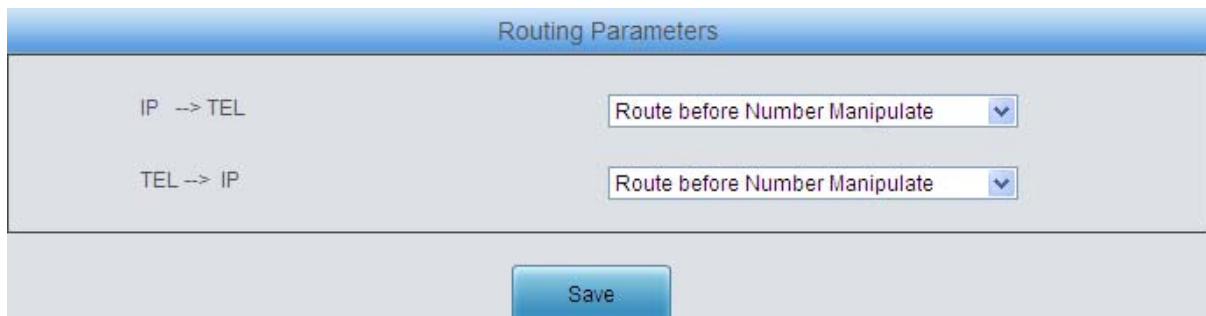 Routing Parameters
IP --> TEL Route before Number Manipulate
TEL --> IP Route before Number Manipulate
Save